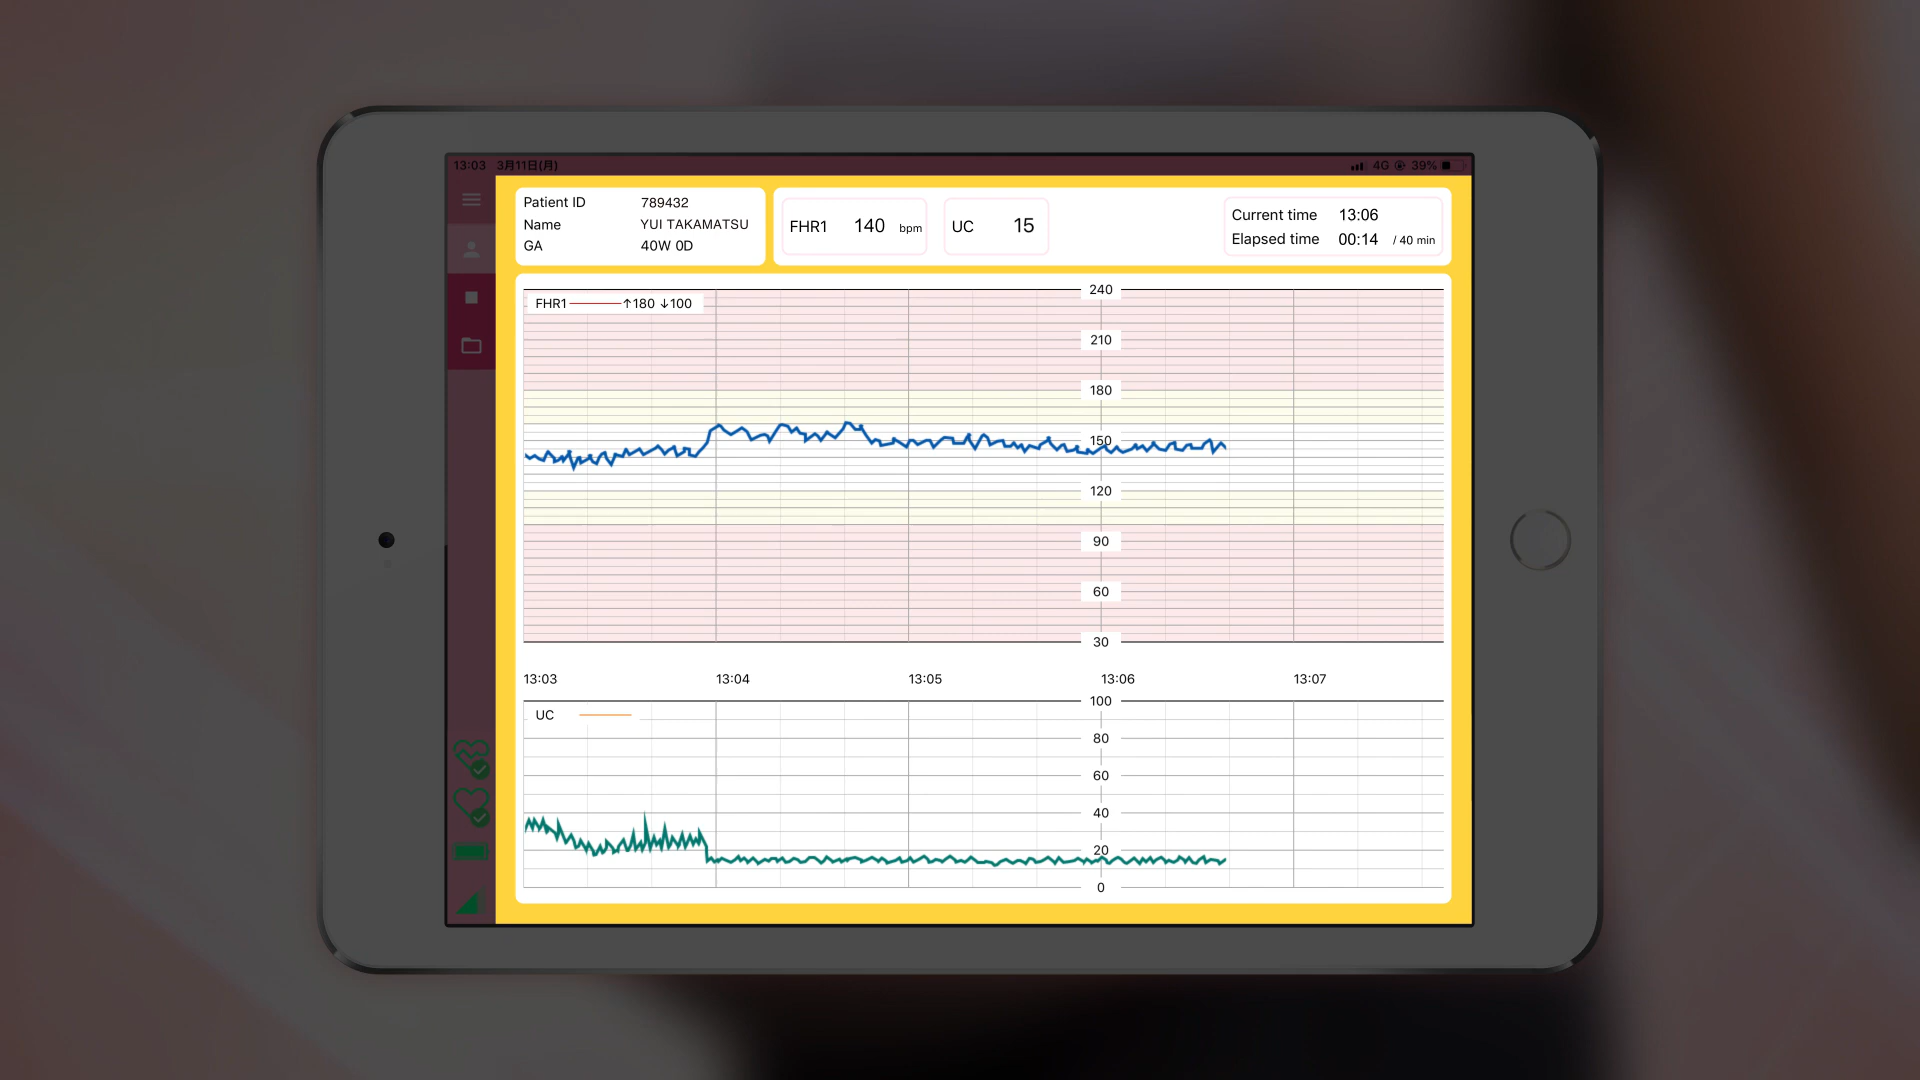 13:03 3月11日(月)
4G 39%
Patient ID 789432
Name YUI TAKAMATSU
GA 40W 0D
FHR1 140 bpm
UC 15
Current time 13:06
Elapsed time 00:14 / 40 min
FHR1 ↑180 ↓100
240
210
180
150
120
90
60
30
13:03 13:04 13:05 13:06 13:07
UC
100
80
60
40
20
0